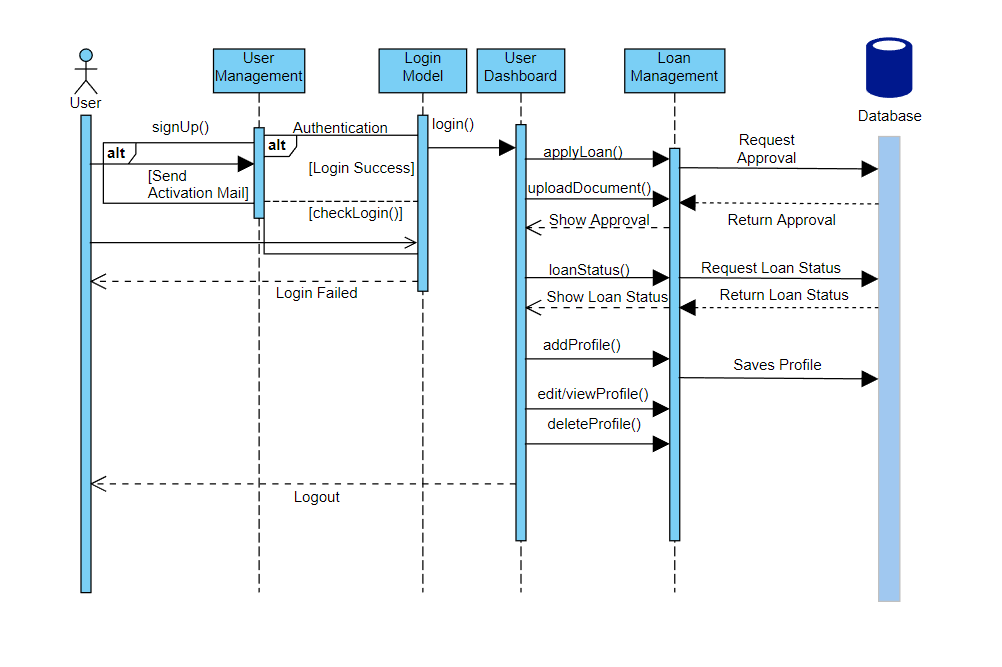 User
Management
Login
Model
User
Dashboard
Loan
Management
User
Database
signUp()
Authentication
login()
alt
alt
[Send
Activation Mail]
[Login Success]
[checkLogin()]
applyLoan()
Request
Approval
uploadDocument()
Show Approval
Return Approval
loanStatus()
Request Loan Status
Login Failed
Show Loan Status
Return Loan Status
addProfile()
Saves Profile
edit/viewProfile()
deleteProfile()
Logout